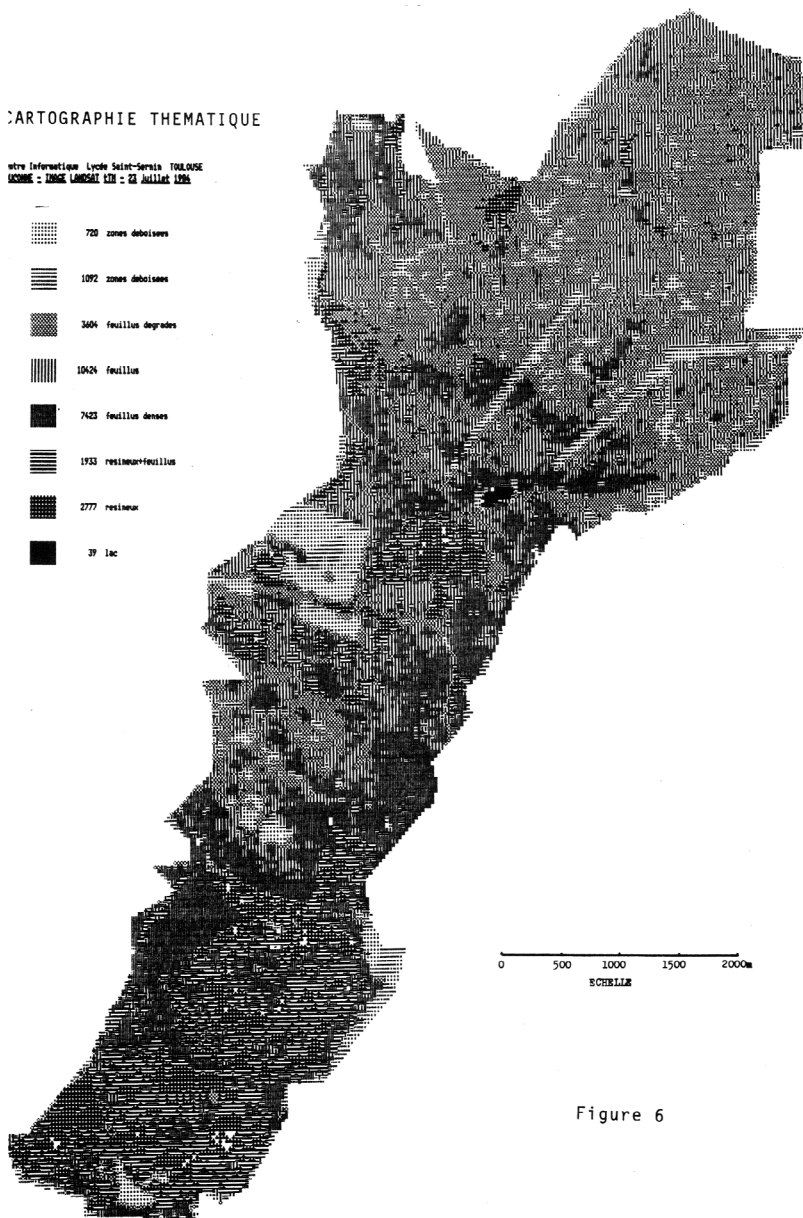 CARTOGRAPHIE THEMATIQUE
Informatique Lycée Saint-Sernin TOULOUSE
- IMAGE LANDSAT - 23 Juillet
720 zones deboisees
1092 zones deboisees
3604 feuillus degrades
10424 feuillus
7423 feuillus denses
1933 resineux+feuillus
2777 resineux
39 lac
0 500 1000 1500 2000m
ECHELLE
Figure 6